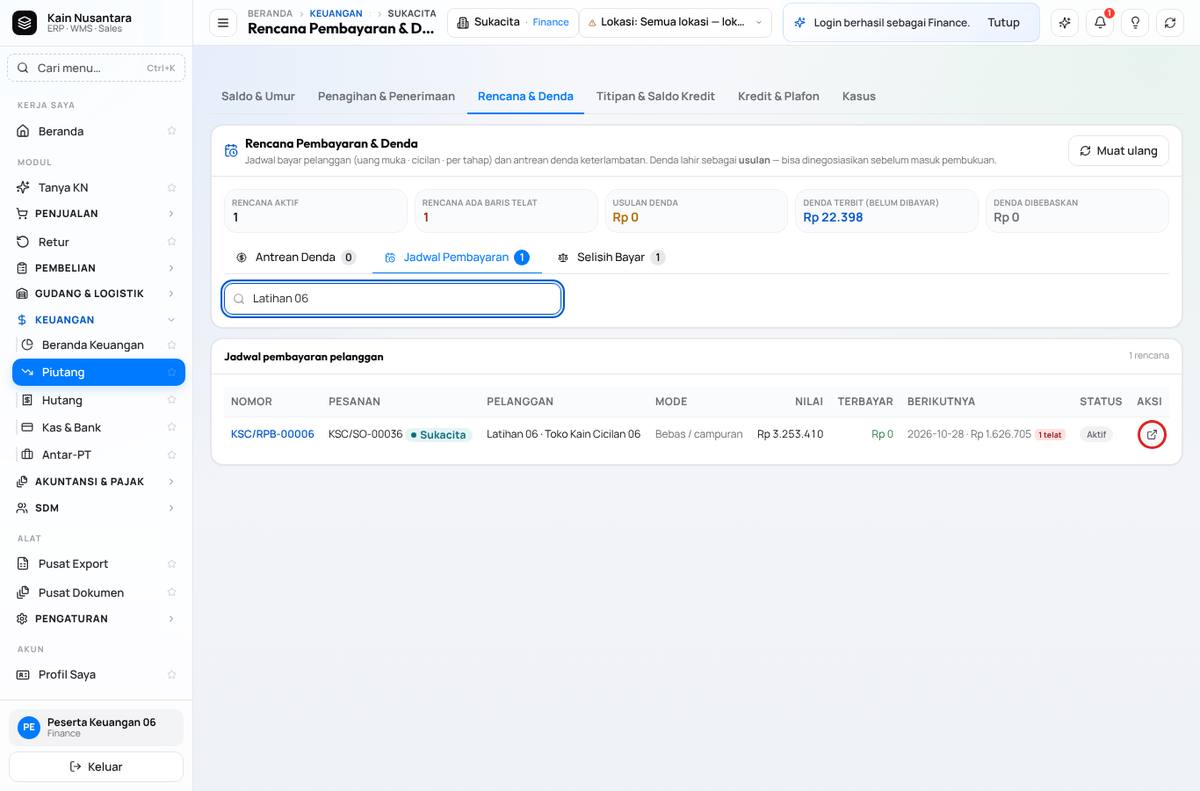 Kain Nusantara
ERP · WMS · Sales
Cari menu... Ctrl+K
KERJA SAYA
Beranda
MODUL
Tanya KN
PENJUALAN
Retur
PEMBELIAN
GUDANG & LOGISTIK
KEUANGAN
Beranda Keuangan
Piutang
Hutang
Kas & Bank
Antar-PT
AKUNTANSI & PAJAK
SDM
ALAT
Pusat Export
Pusat Dokumen
PENGATURAN
AKUN
Profil Saya
PE
Peserta Keuangan 06
Finance
Keluar
BERANDA › KEUANGAN › SUKACITA
Rencana Pembayaran & D...
Sukacita · Finance
Lokasi: Semua lokasi — lok...
Login berhasil sebagai Finance. Tutup
1
Saldo & Umur Penagihan & Penerimaan Rencana & Denda Titipan & Saldo Kredit Kredit & Plafon Kasus
Rencana Pembayaran & Denda
Jadwal bayar pelanggan (uang muka · cicilan · per tahap) dan antrean denda keterlambatan. Denda lahir sebagai usulan — bisa dinegosiasikan sebelum masuk pembukuan.
Muat ulang
RENCANA AKTIF
1
RENCANA ADA BARIS TELAT
1
USULAN DENDA
Rp 0
DENDA TERBIT (BELUM DIBAYAR)
Rp 22.398
DENDA DIBEBASKAN
Rp 0
Antrean Denda 0 Jadwal Pembayaran 1 Selisih Bayar 1
Latihan 06
Jadwal pembayaran pelanggan 1 rencana
NOMOR PESANAN PELANGGAN MODE NILAI TERBAYAR BERIKUTNYA STATUS AKSI
KSC/RPB-00006 KSC/SO-00036 Sukacita Latihan 06 · Toko Kain Cicilan 06 Bebas / campuran Rp 3.253.410 Rp 0 2026-10-28 · Rp 1.626.705 1 telat Aktif